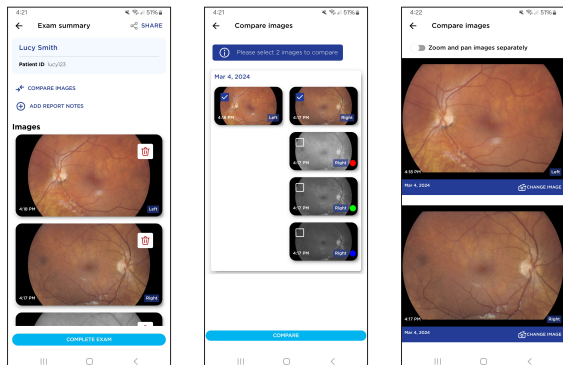 4:21
51%
Exam summary
SHARE
Lucy Smith
Patient ID lucy123
COMPARE IMAGES
ADD REPORT NOTES
Images
4:18 PM
Left
4:17 PM
Right
COMPLETE EXAM
4:21
51%
Compare images
Please select 2 images to compare
Mar 4, 2024
4:18 PM Left
4:17 PM Right
4:17 PM Right
4:17 PM Right
4:17 PM Right
COMPARE
4:22
51%
Compare images
Zoom and pan images separately
4:18 PM Left
Mar 4, 2024 CHANGE IMAGE
4:17 PM Right
Mar 4, 2024 CHANGE IMAGE